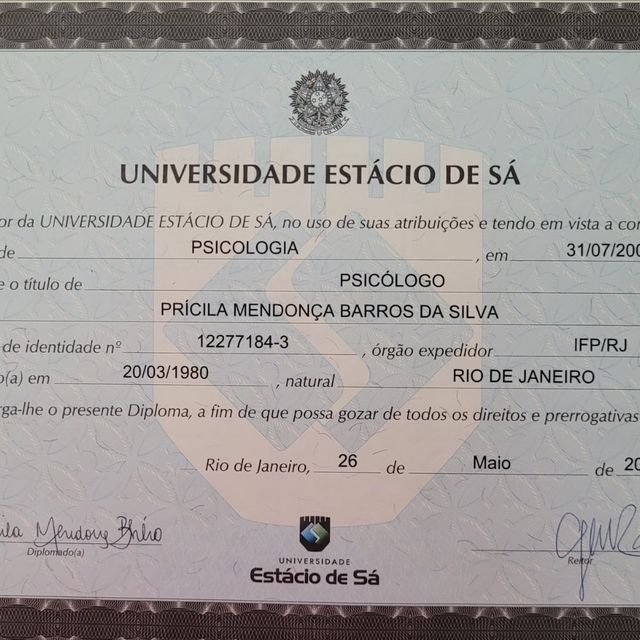 UNIVERSIDADE ESTÁCIO DE SÁ
or da UNIVERSIDADE ESTÁCIO DE SÁ, no uso de suas atribuições e tendo em vista a co
de PSICOLOGIA , em 31/07/200
e o título de PSICÓLOGO
PRÍCILA MENDONÇA BARROS DA SILVA
de identidade nº 12277184-3 , órgão expedidor IFP/RJ
o(a) em 20/03/1980 , natural RIO DE JANEIRO
rga-lhe o presente Diploma, a fim de que possa gozar de todos os direitos e prerrogativas
Rio de Janeiro, 26 de Maio de 20
Diplomado(a)
Reitor
UNIVERSIDADE
Estácio de Sá